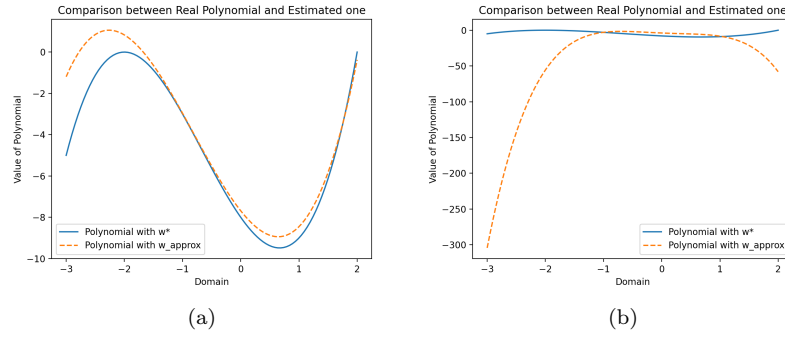 Comparison between Real Polynomial and Estimated one
Value of Polynomial
0
−2
−4
−6
−8
−10
Polynomial with w*
Polynomial with w_approx
−3
−2
−1
0
1
2
Domain
(a)
Comparison between Real Polynomial and Estimated one
Value of Polynomial
0
−50
−100
−150
−200
−250
−300
Polynomial with w*
Polynomial with w_approx
−3
−2
−1
0
1
2
Domain
(b)